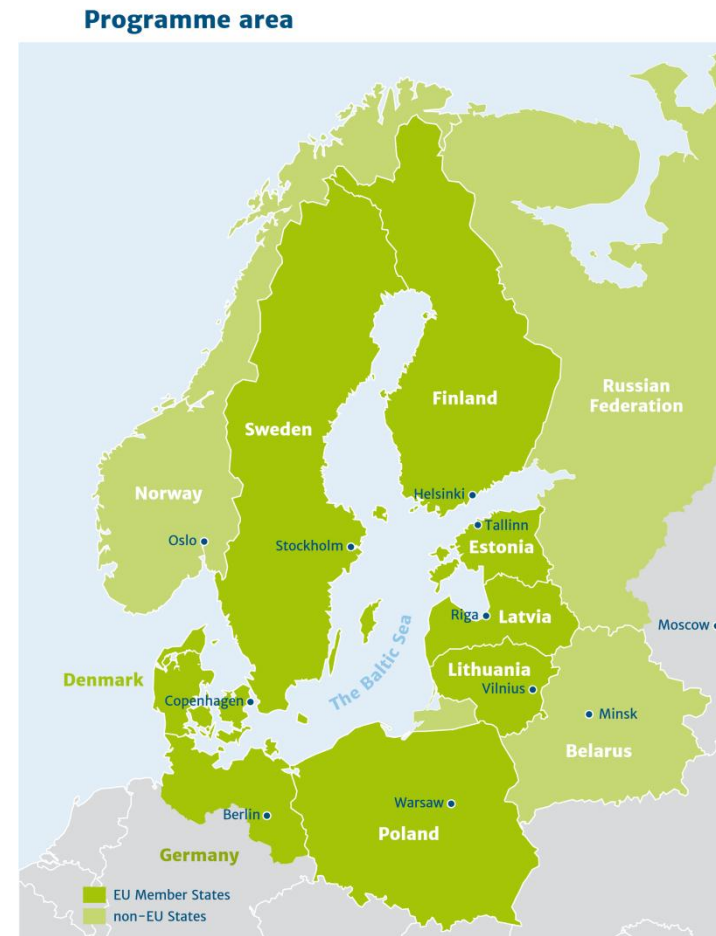 Programme area
Finland
Russian
Federation
Sweden
Norway
Helsinki
Oslo
Stockholm
Tallinn
Estonia
Riga
Latvia
Moscow
The Baltic Sea
Lithuania
Denmark
Vilnius
Copenhagen
Minsk
Belarus
Warsaw
Berlin
Poland
Germany
EU Member States
non-EU States